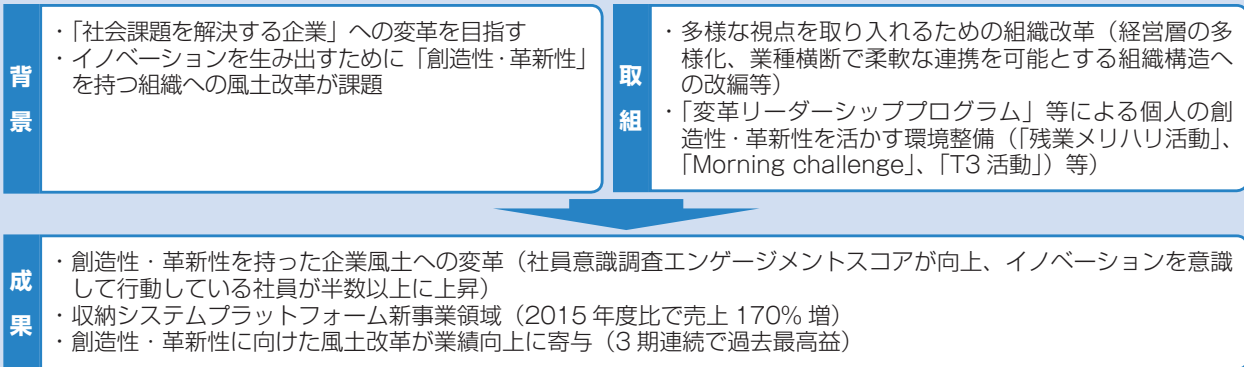 背景
・「社会課題を解決する企業」への変革を目指す
・イノベーションを生み出すために「創造性・革新性」
を持つ組織への風土改革が課題
取組
・多様な視点を取り入れるための組織改革（経営層の多
様化、業種横断で柔軟な連携を可能とする組織構造へ
の改編等）
・「変革リーダーシッププログラム」等による個人の創
造性・革新性を活かす環境整備（「残業メリハリ活動」、
「Morning challenge」、「T3 活動」）等）
成果
・創造性・革新性を持った企業風土への変革（社員意識調査エンゲージメントスコアが向上、イノベーションを意識
して行動している社員が半数以上に上昇）
・収納システムプラットフォーム新事業領域（2015 年度比で売上 170% 増）
・創造性・革新性に向けた風土改革が業績向上に寄与（3 期連続で過去最高益）